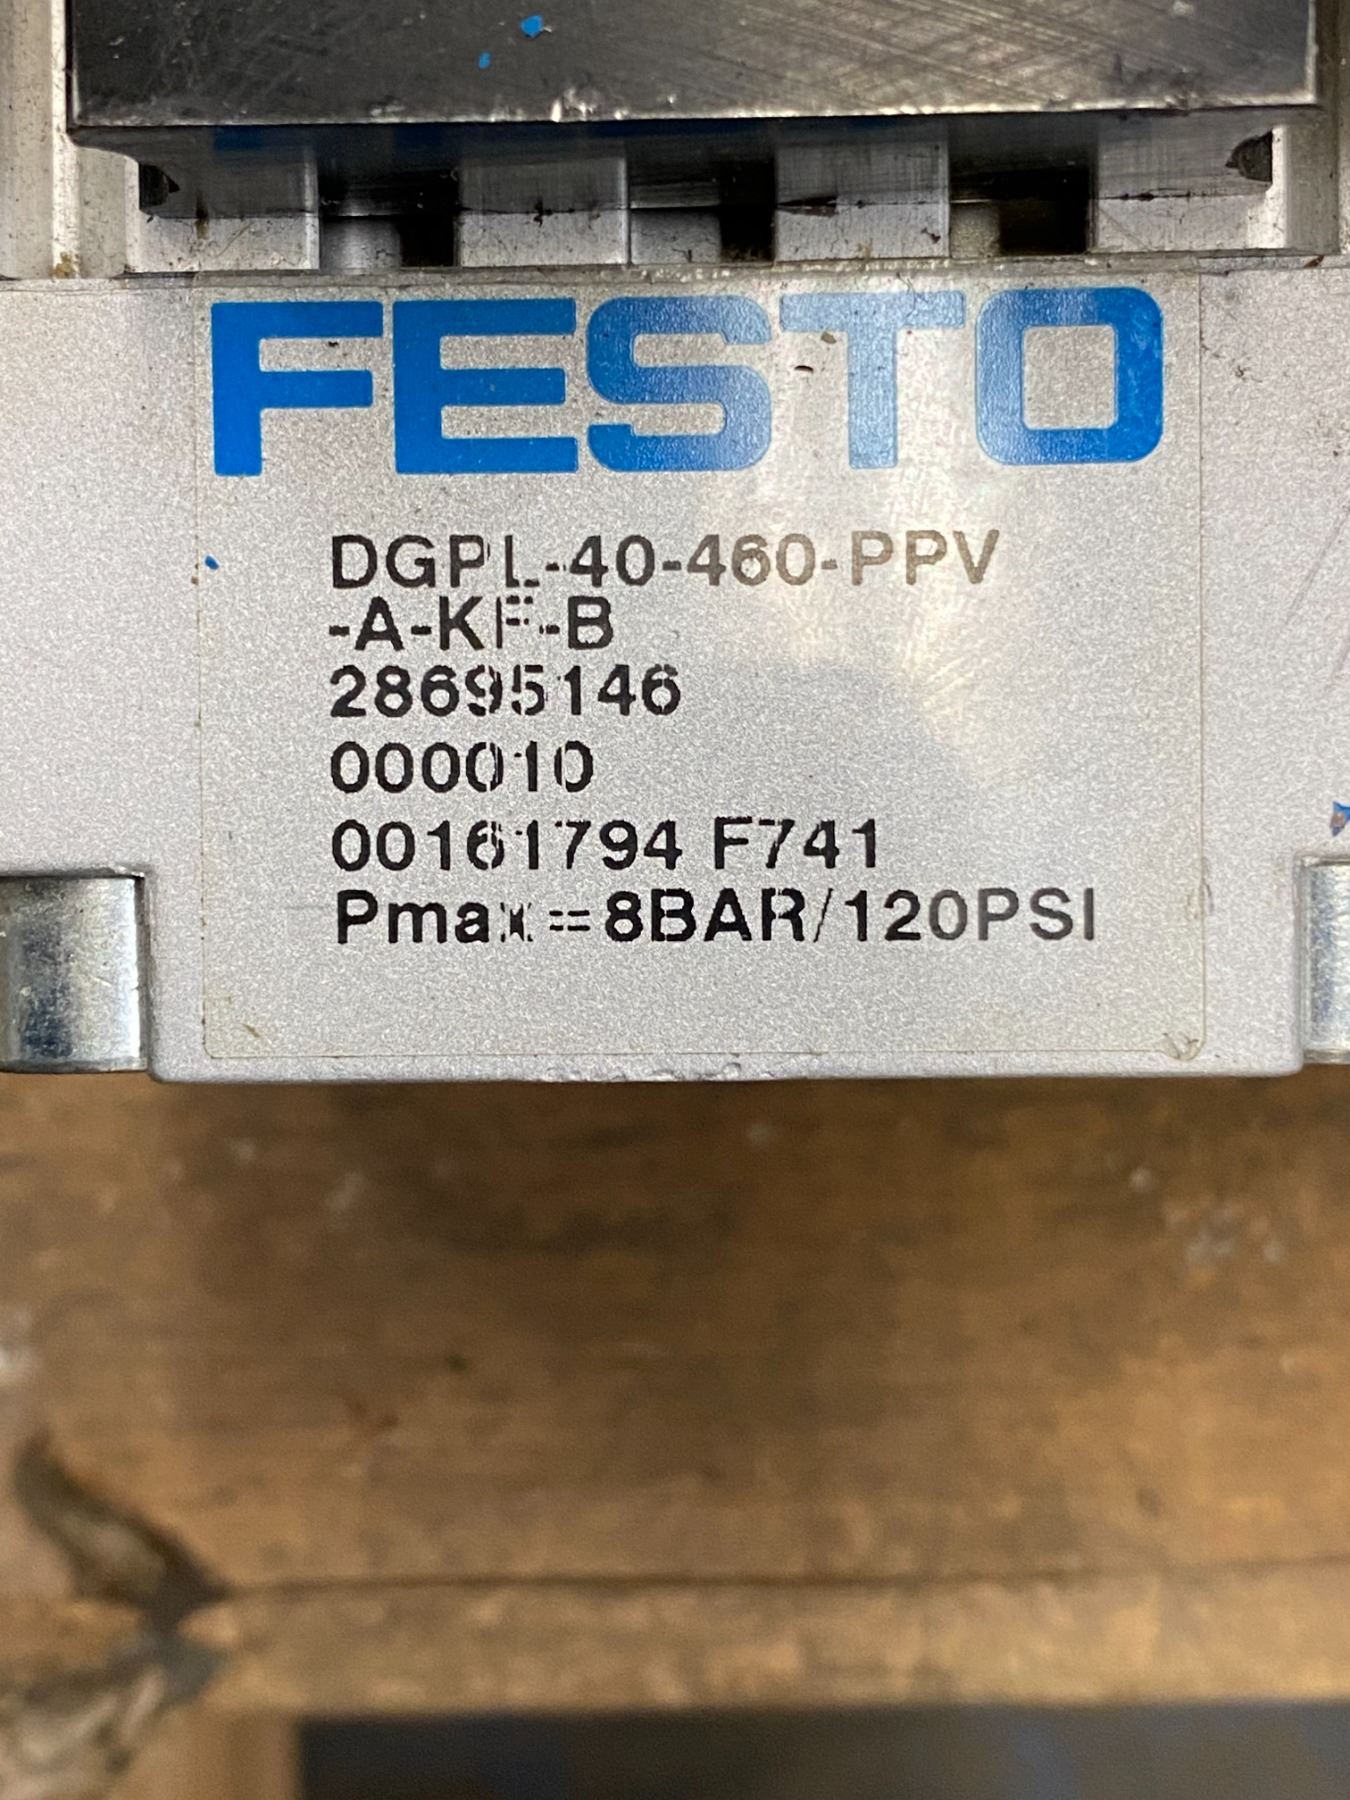 FESTO
DGPL-40-460-PPV
-A-KF-B
28695146
000010
00161794 F741
Pmax=8BAR/120PSI